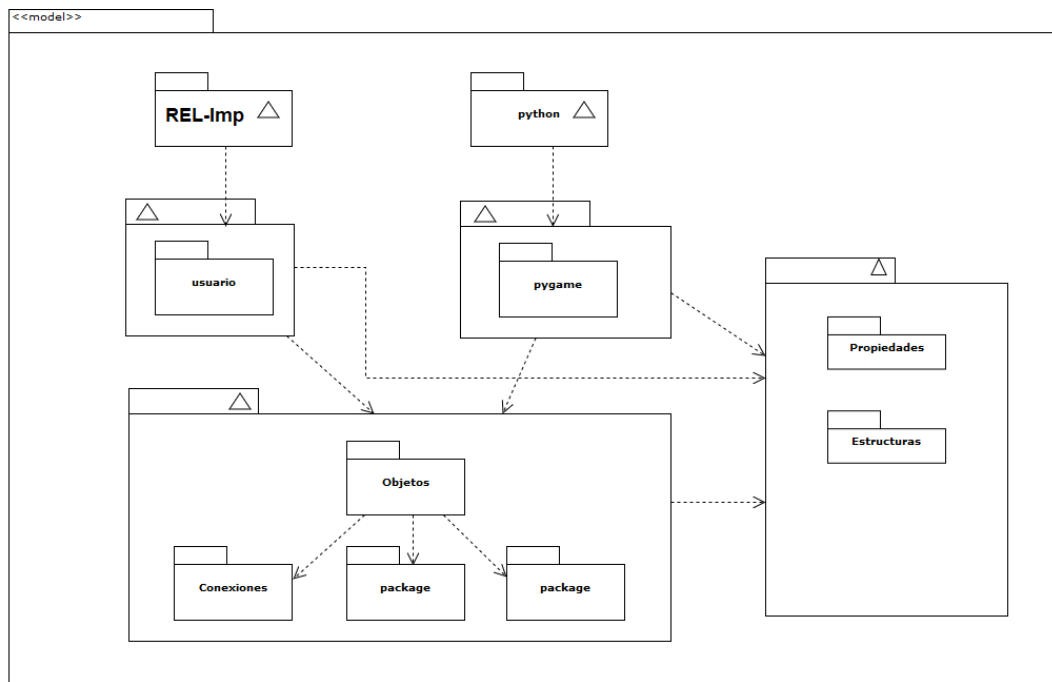 <<model>>
REL-Imp
python
usuario
pygame
Propiedades
Estructuras
Objetos
Conexiones
package
package